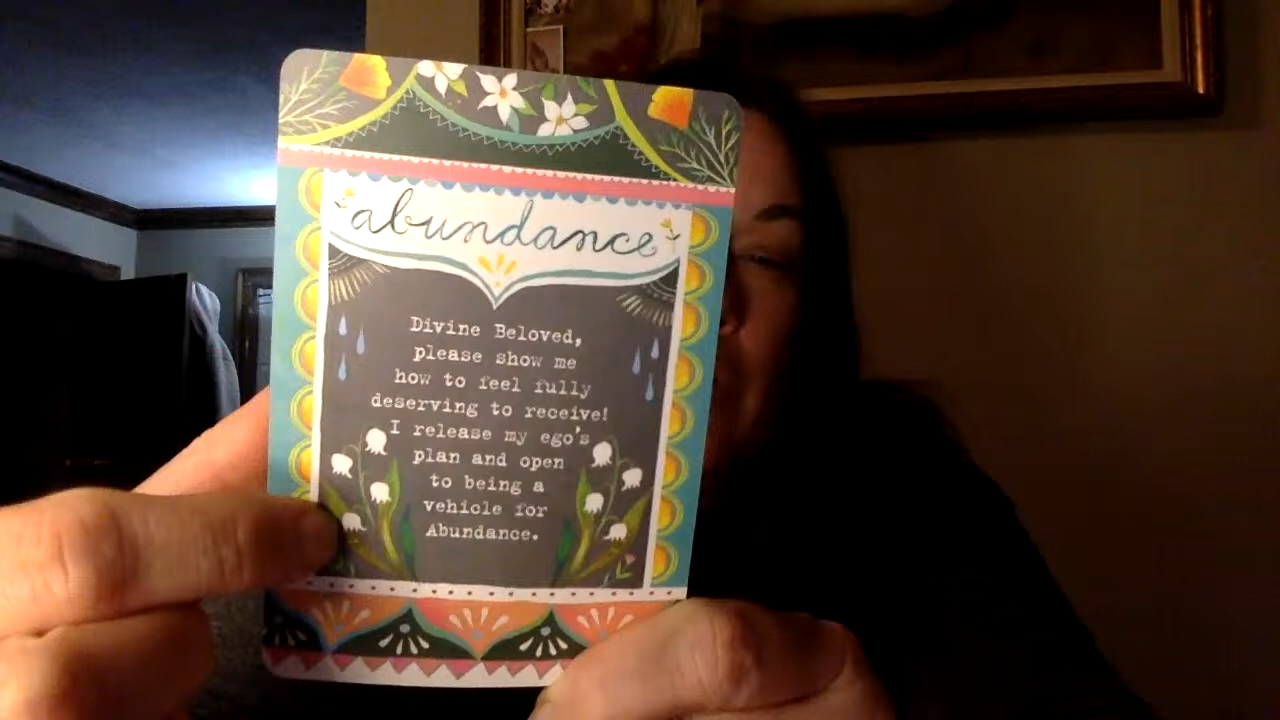 abundance
Divine Beloved,
please show me
how to feel fully
deserving to receive!
I release my ego's
plan and open
to being a
vehicle for
Abundance.